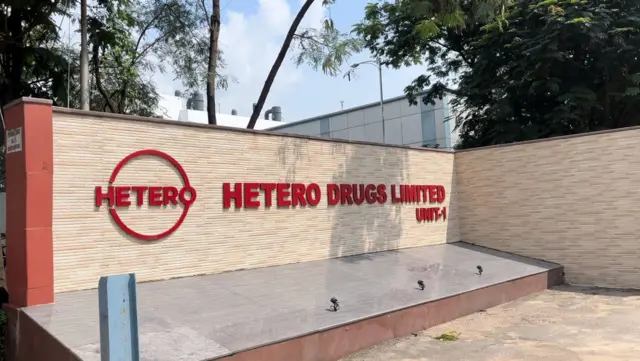 HETERO
HETERO DRUGS LIMITED
UNIT-1